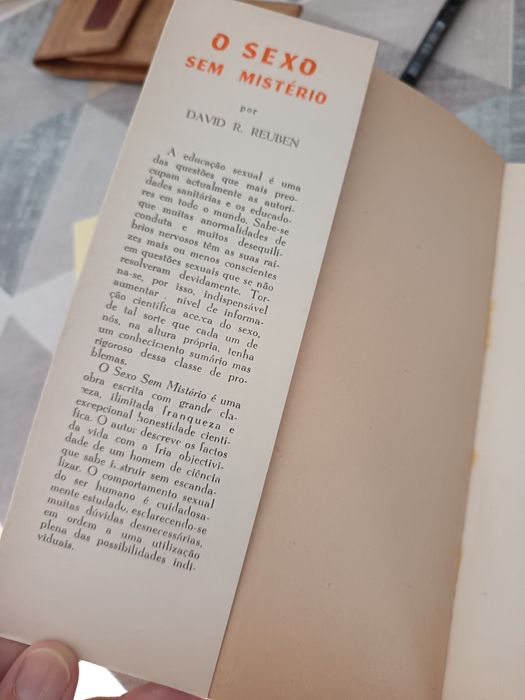 O SEXO
SEM MISTÉRIO
por
DAVID R. REUBEN
A educação sexual é uma
das questões que mais preo-
cupam actualmente as autori-
dades sanitárias e os educado-
res em todo o mundo. Sabe-se
que muitas anormalidades de
conduta e muitos desequilí-
brios nervosos têm as suas raí-
zes mais ou menos conscientes
em questões sexuais que se não
resolveram devidamente. Tor-
na-se, por isso, indispensável
aumentar nível de informa-
ção científica acerca do sexo,
de tal sorte que cada um de
nós, na altura própria, tenha
um conhecimento sumário mas
rigoroso dessa classe de pro-
blemas.
O Sexo Sem Mistério é uma
obra escrita com grande cla-
reza, ilimitada franqueza e
excepcional honestidade cientí-
fica. O autor descreve os factos
da vida com a fria objectivi-
dade de um homem de ciência
que sabe instruir sem escanda-
lizar. O comportamento sexual
do ser humano é cuidadosa-
mente estudado, esclarecendo-se
muitas dúvidas desnecessárias,
em ordem a uma utilização
plena das possibilidades indi-
viduais.